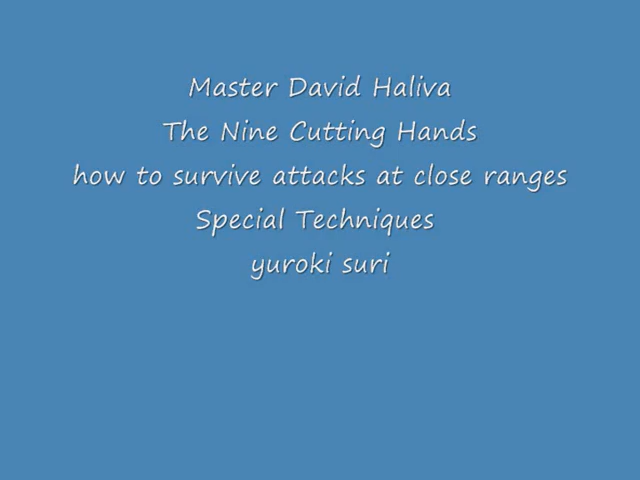 Master David Haliva
The Nine Cutting Hands
how to survive attacks at close ranges
Special Techniques
yuroki suri